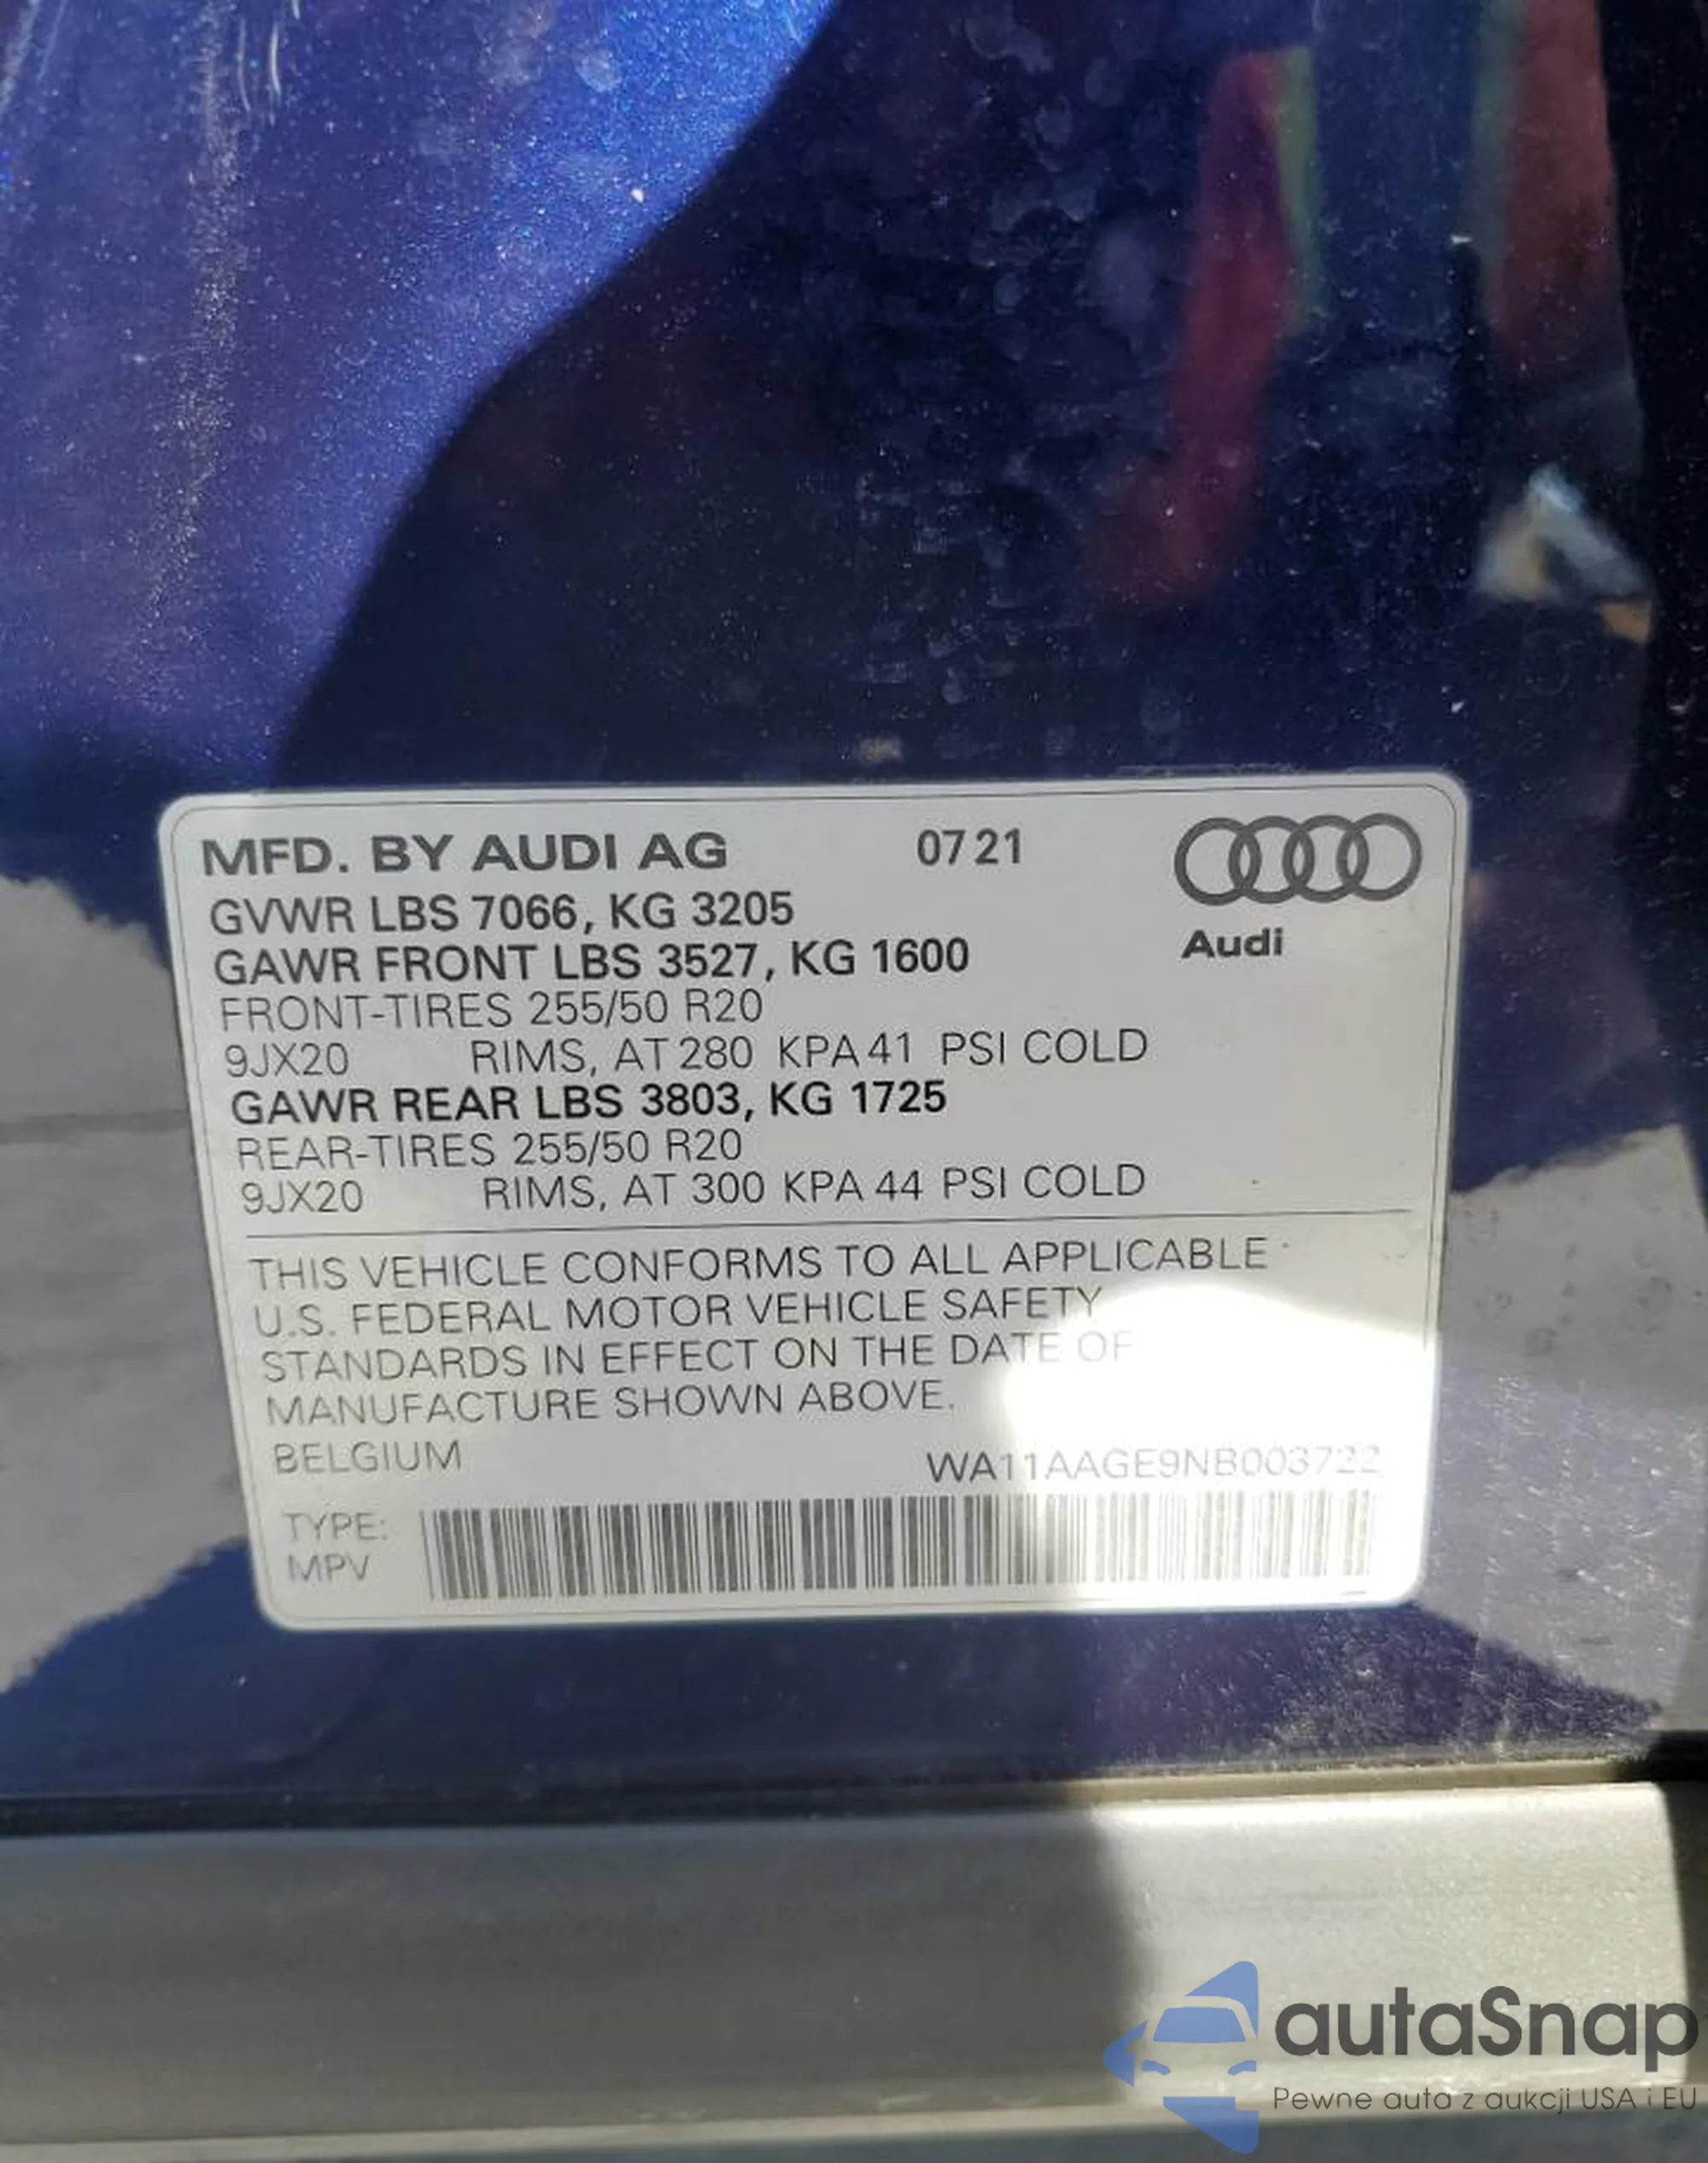 MFD. BY AUDI AG 07 21
GVWR LBS 7066, KG 3205
Audi
GAWR FRONT LBS 3527, KG 1600
FRONT-TIRES 255/50 R20
9JX20 RIMS, AT 280 KPA 41 PSI COLD
GAWR REAR LBS 3803, KG 1725
REAR-TIRES 255/50 R20
9JX20 RIMS, AT 300 KPA 44 PSI COLD
THIS VEHICLE CONFORMS TO ALL APPLICABLE
U.S. FEDERAL MOTOR VEHICLE SAFETY
STANDARDS IN EFFECT ON THE DATE OF
MANUFACTURE SHOWN ABOVE.
BELGIUM WA11AAGE9NB003722
TYPE:
MPV
autaSnap
Pewne auta z aukcji USA i EU